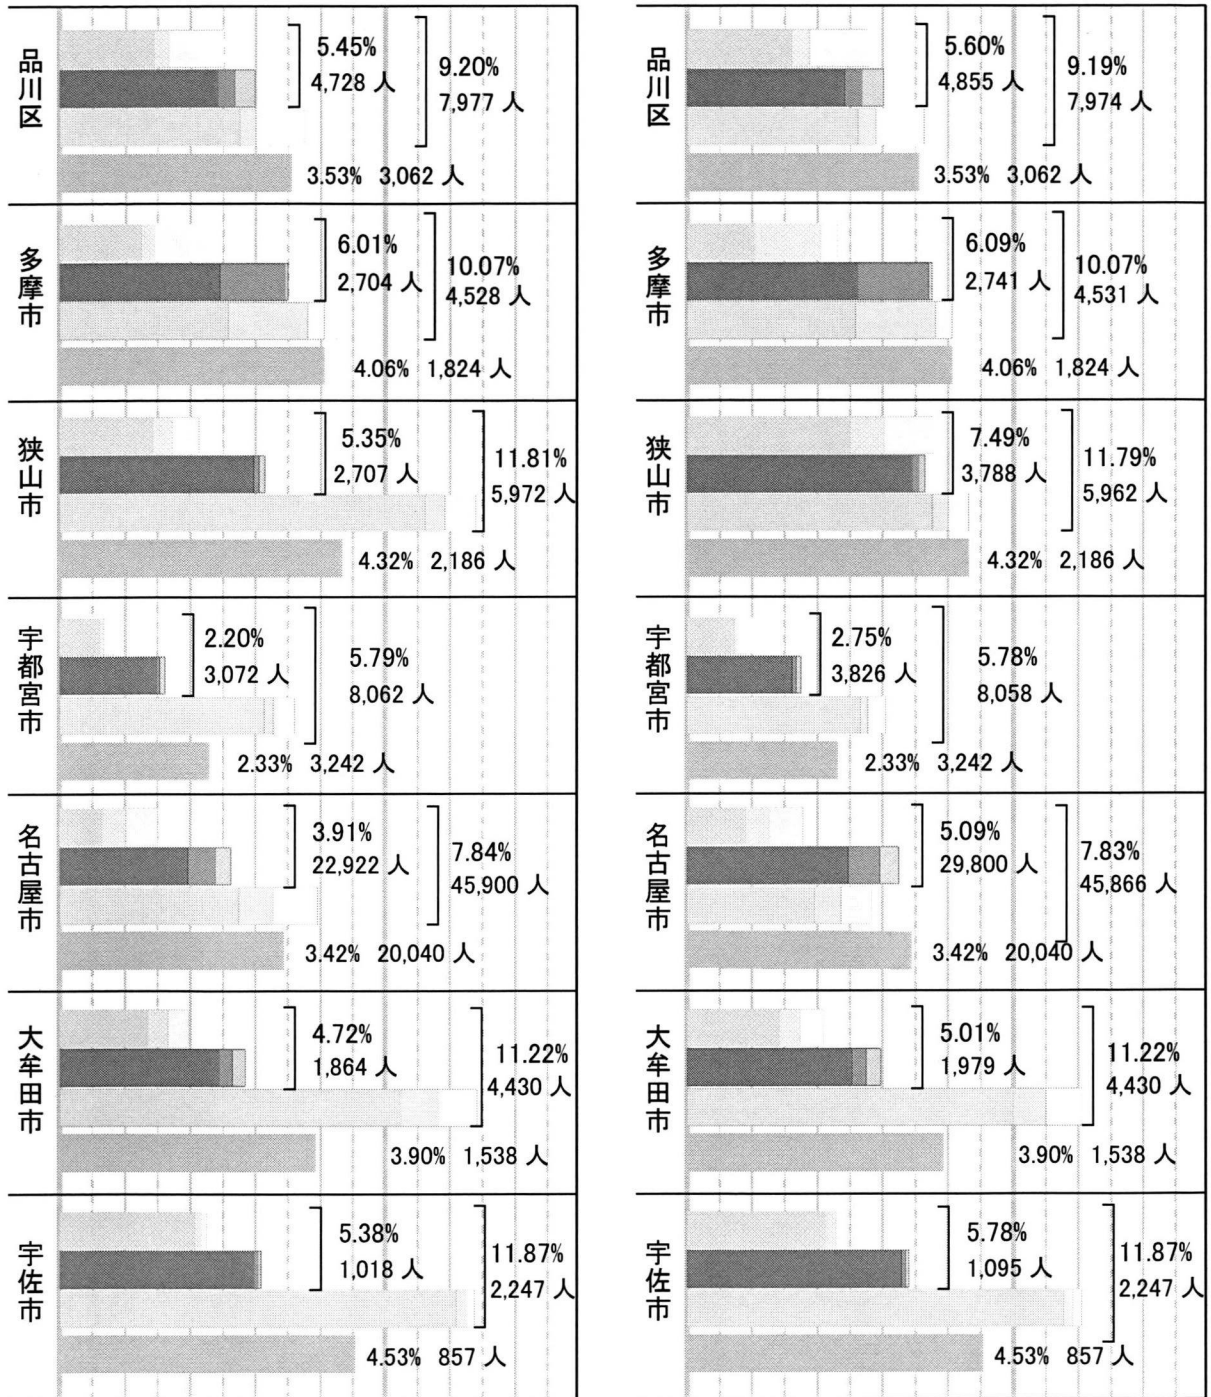 品川区
5.45%
4,728 人
9.20%
7,977 人
3.53% 3,062 人
多摩市
6.01%
2,704 人
10.07%
4,528 人
4.06% 1,824 人
狭山市
5.35%
2,707 人
11.81%
5,972 人
4.32% 2,186 人
宇都宮市
2.20%
3,072 人
5.79%
8,062 人
2.33% 3,242 人
名古屋市
3.91%
22,922 人
7.84%
45,900 人
3.42% 20,040 人
大牟田市
4.72%
1,864 人
11.22%
4,430 人
3.90% 1,538 人
宇佐市
5.38%
1,018 人
11.87%
2,247 人
4.53% 857 人
品川区
5.60%
4,855 人
9.19%
7,974 人
3.53% 3,062 人
多摩市
6.09%
2,741 人
10.07%
4,531 人
4.06% 1,824 人
狭山市
7.49%
3,788 人
11.79%
5,962 人
4.32% 2,186 人
宇都宮市
2.75%
3,826 人
5.78%
8,058 人
2.33% 3,242 人
名古屋市
5.09%
29,800 人
7.83%
45,866 人
3.42% 20,040 人
大牟田市
5.01%
1,979 人
11.22%
4,430 人
3.90% 1,538 人
宇佐市
5.78%
1,095 人
11.87%
2,247 人
4.53% 857 人